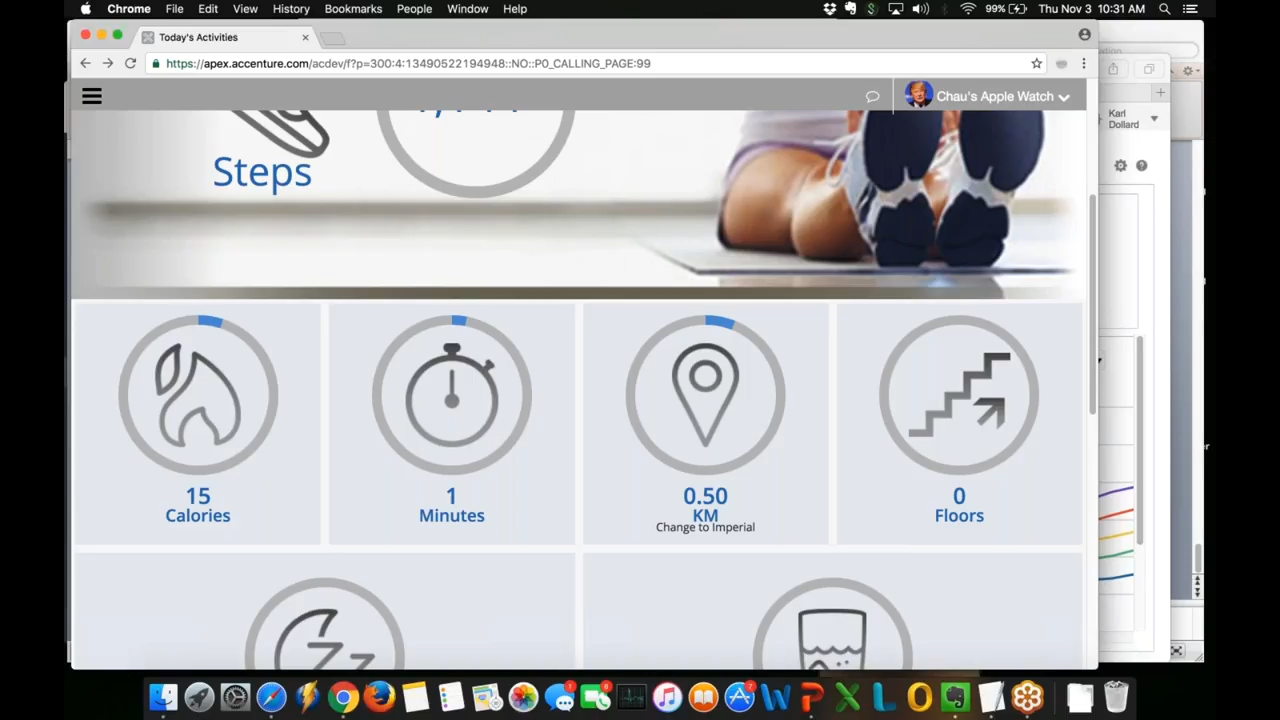 Chrome File Edit View History Bookmarks People Window Help 99% Thu Nov 3 10:31 AM
Today's Activities
https://apex.accenture.com/acdev/f?p=300:4:13490522194948::NO::P0_CALLING_PAGE:99
Chau's Apple Watch
Karl
Dollard
Steps
15
Calories
1
Minutes
0.50
KM
Change to Imperial
0
Floors